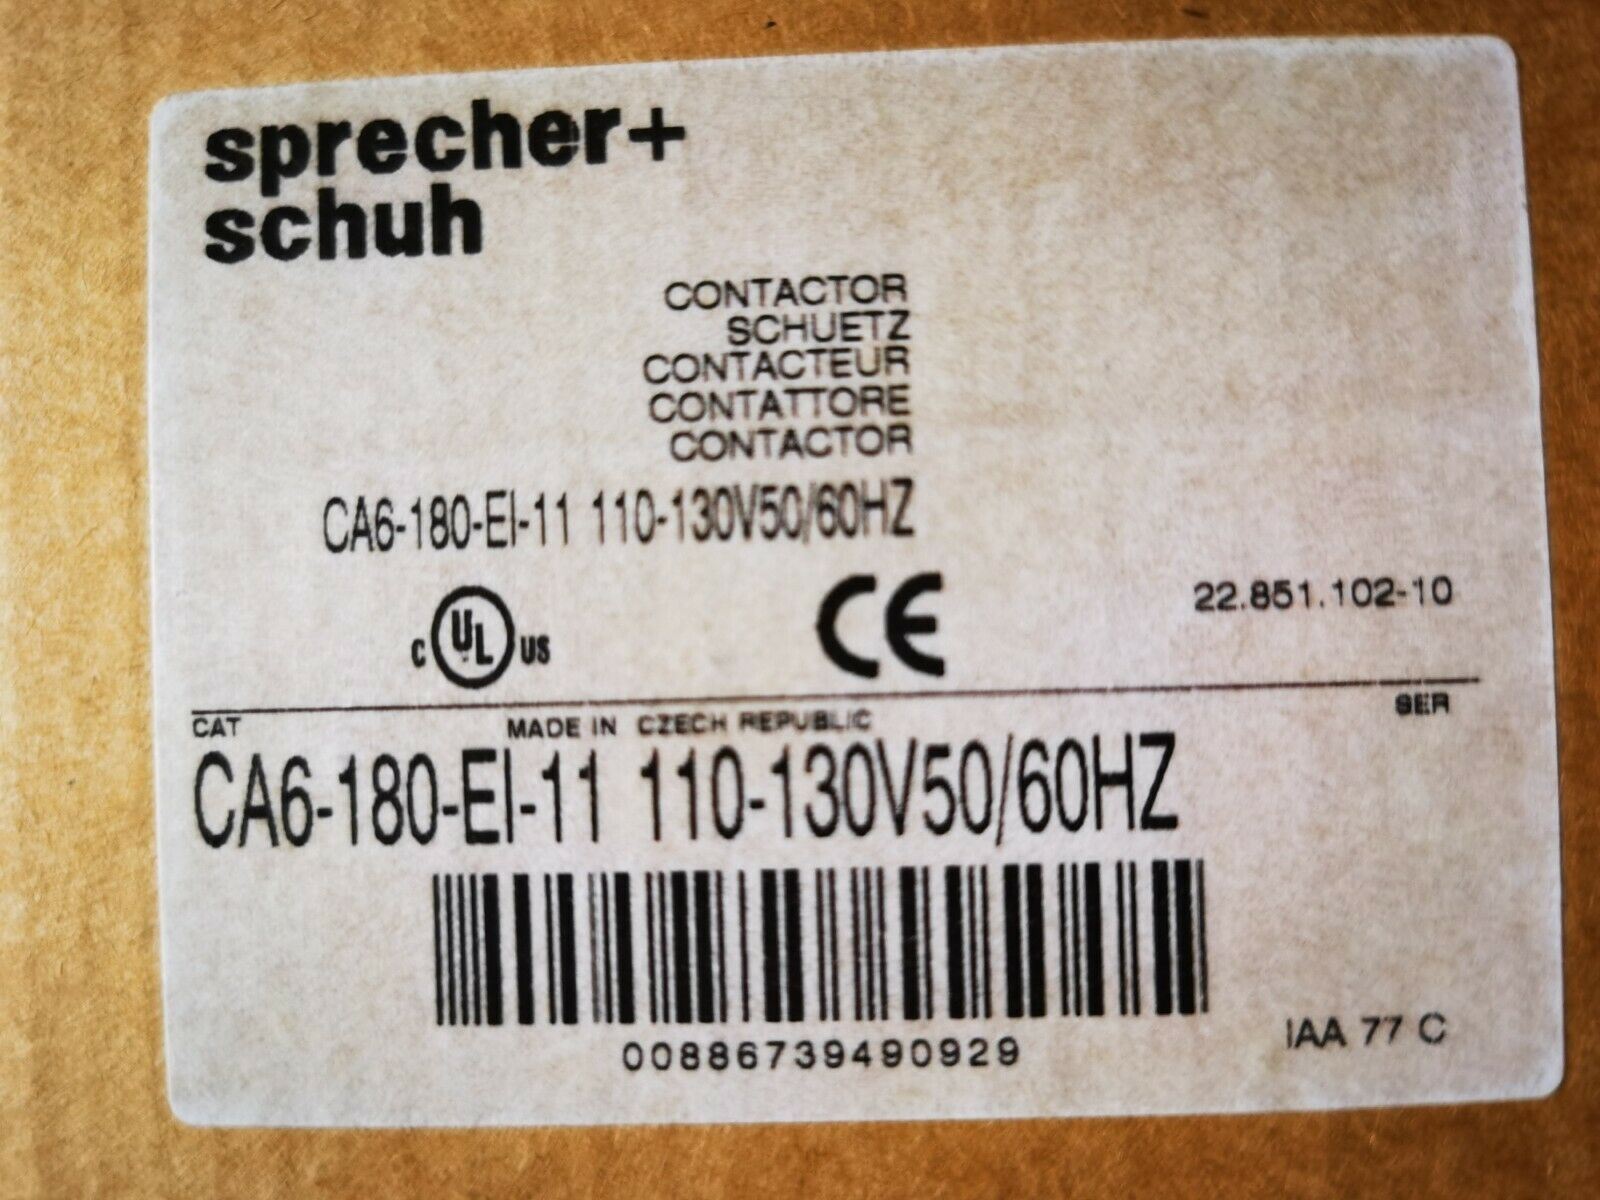 sprecher+
schuh
CONTACTOR
SCHUETZ
CONTACTEUR
CONTATTORE
CONTACTOR
CA6-180-EI-11 110-130V50/60HZ
C UL US
CE
22.851.102-10
CAT
MADE IN CZECH REPUBLIC
SER
CA6-180-EI-11 110-130V50/60HZ
00886739490929
IAA 77 C